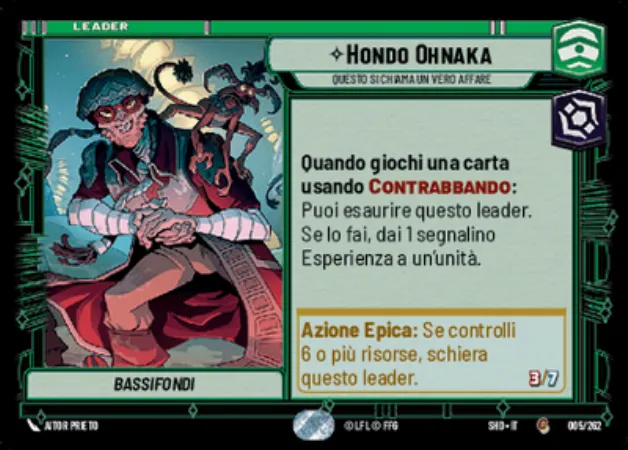 LEADER
HONDO OHNAKA
QUESTO SI CHIAMA UN VERO AFFARE
Quando giochi una carta
usando CONTRABBANDO:
Puoi esaurire questo leader.
Se lo fai, dai 1 segnalino
Esperienza a un'unità.
Azione Epica: Se controlli
6 o più risorse, schiera
questo leader.
3/7
BASSIFONDI
AITOR PRIETO
© LFL © FFG
SHD • IT
005/262